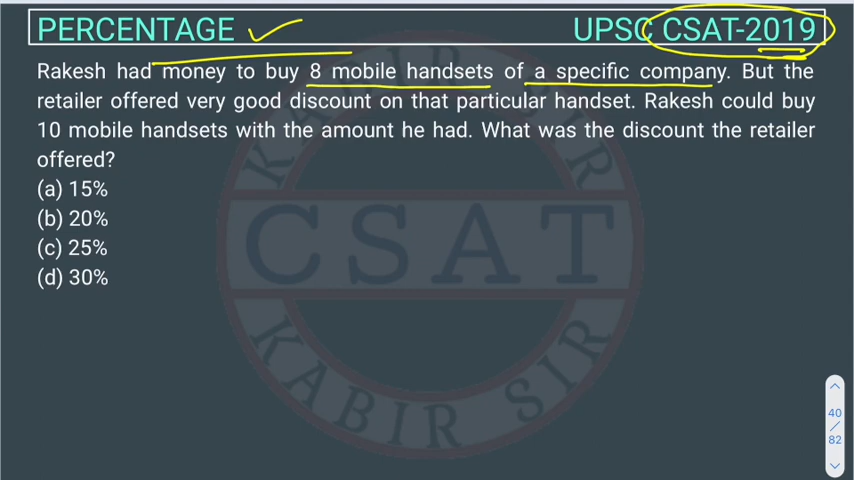 PERCENTAGE UPSC CSAT-2019
Rakesh had money to buy 8 mobile handsets of a specific company. But the
retailer offered very good discount on that particular handset. Rakesh could buy
10 mobile handsets with the amount he had. What was the discount the retailer
offered?
(a) 15%
(b) 20%
(c) 25%
(d) 30%
KABIR SIR
CSAT
KABIR SIR
40
/
82